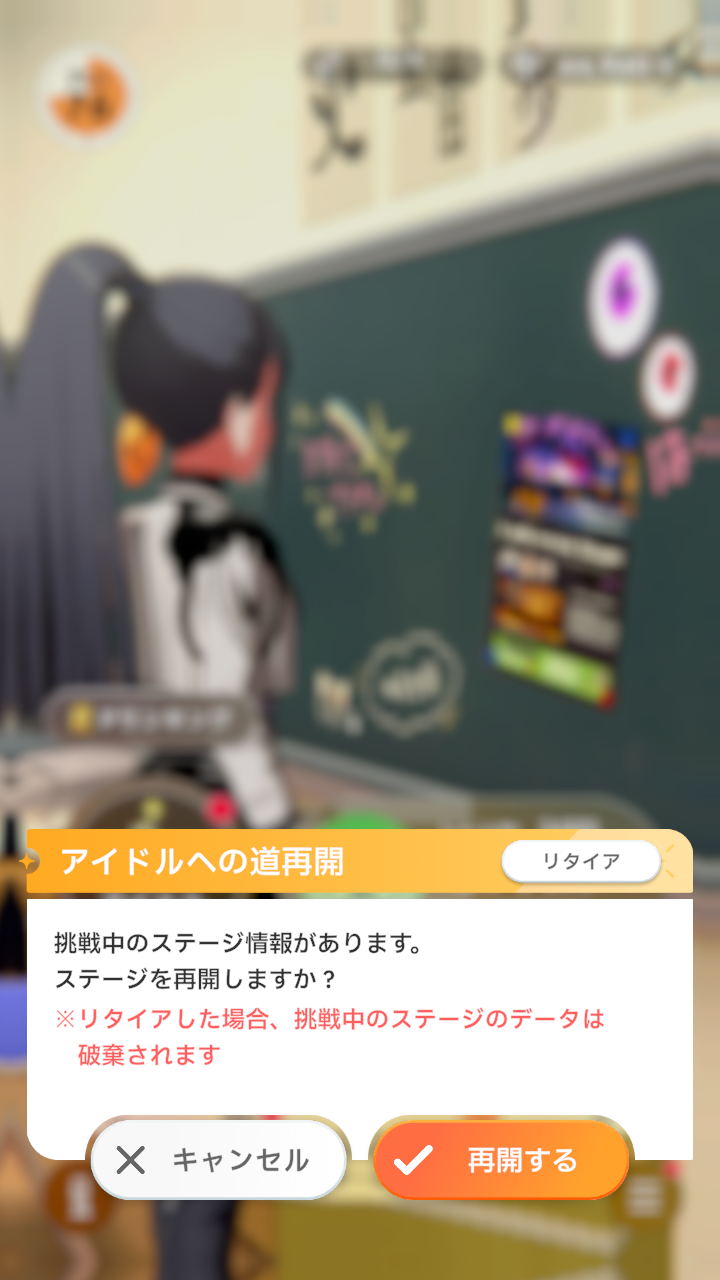 アイドルへの道再開
リタイア
挑戦中のステージ情報があります。
ステージを再開しますか？
※リタイアした場合、挑戦中のステージのデータは
破棄されます
キャンセル
再開する